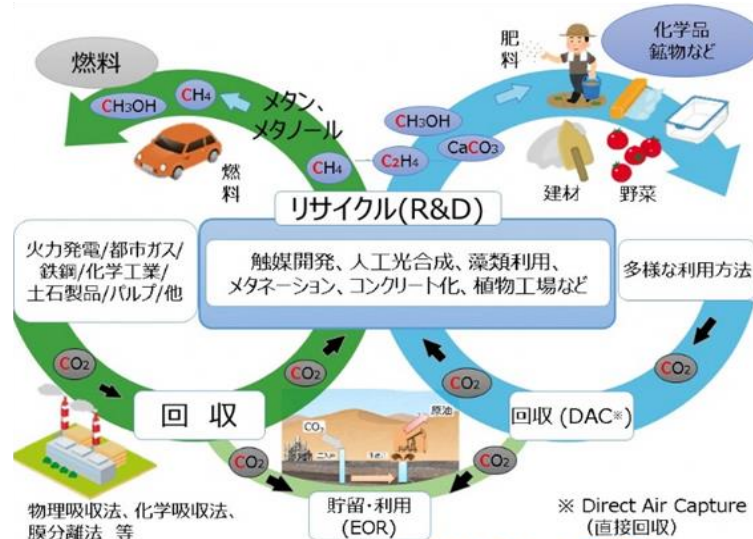 燃料
CH₃OH
CH₄
メタン、
メタノール
燃
料
CH₄
C₂H₄
CH₃OH
CaCO₃
肥
料
化学品
鉱物など
建材
野菜
リサイクル(R&D)
火力発電/都市ガス
/鉄鋼/化学工業/
土石製品/パルプ/他
触媒開発、人工光合成、藻類利用、
メタネーション、コンクリート化、植物工場など
多様な利用方法
CO₂
CO₂
CO₂
CO₂
回 収
回収 (DAC※)
CO₂
原油
CO₂
CO₂
貯留・利用
(EOR)
物理吸収法、化学吸収法、
膜分離法 等
※ Direct Air Capture
(直接回収)